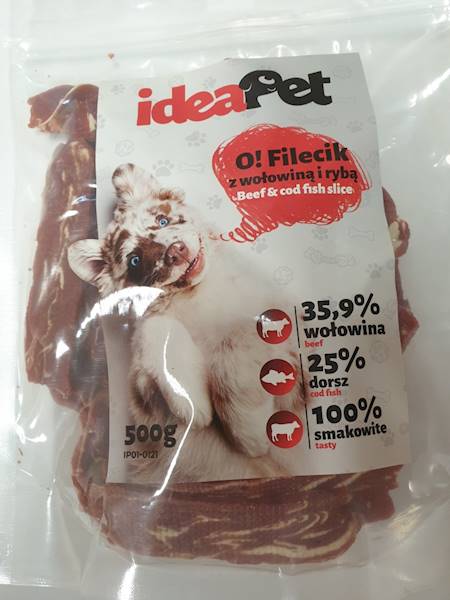 ideaPet
O! Filecik
z wołowiną i rybą
Beef & cod fish slice
35,9%
wołowina
beef
25%
dorsz
cod fish
100%
smakowite
tasty
500g
IP01-0121